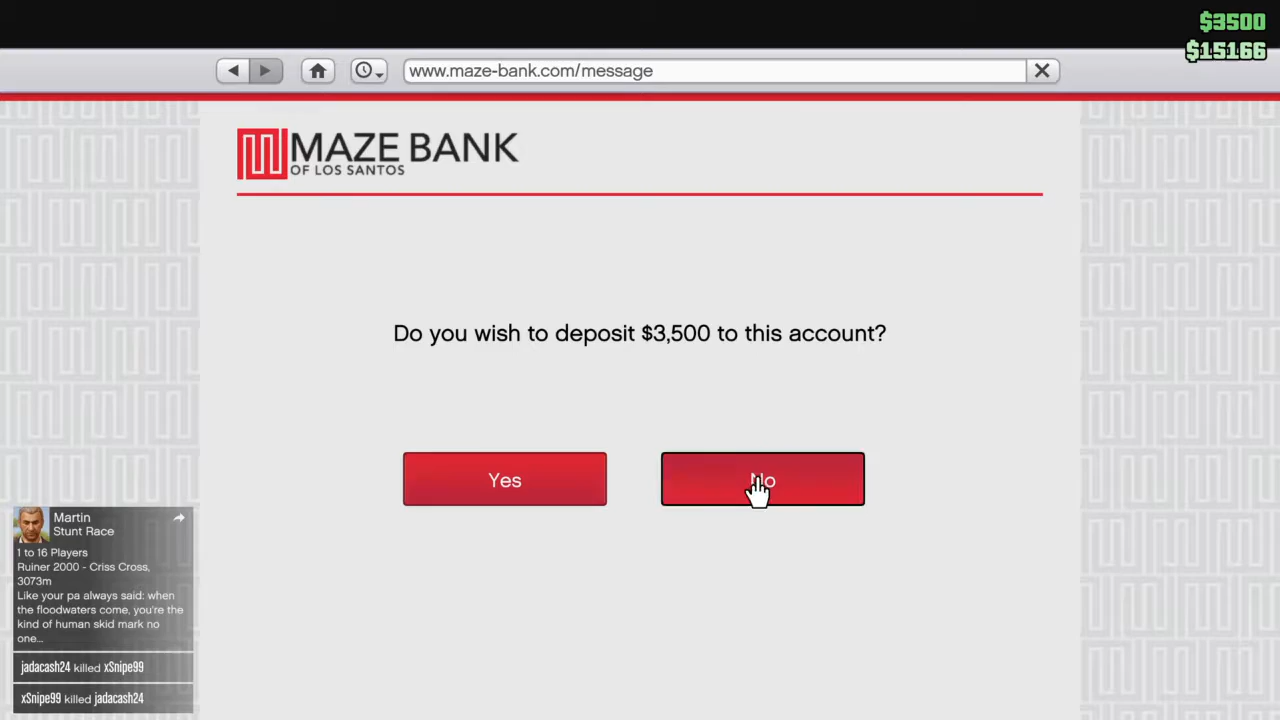 $3500
$15166
www.maze-bank.com/message
MAZE BANK
OF LOS SANTOS
Do you wish to deposit $3,500 to this account?
Yes
No
Martin
Stunt Race
1 to 16 Players
Ruiner 2000 - Criss Cross,
3073m
Like your pa always said: when
the floodwaters come, you're the
kind of human skid mark no
one...
jadacash24 killed xSnipe99
xSnipe99 killed jadacash24